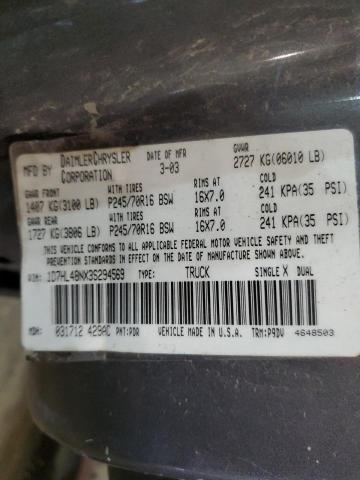 MFD BY DAIMLERCHRYSLER CORPORATION DATE OF MFR 3-03 GVWR 2727 KG(06010 LB)
GAWR FRONT WITH TIRES RIMS AT COLD
1407 KG(3100 LB) P245/70R16 BSW 16X7.0 241 KPA(35 PSI)
GAWR REAR WITH TIRES RIMS AT COLD
1727 KG(3806 LB) P245/70R16 BSW 16X7.0 241 KPA(35 PSI)
THIS VEHICLE CONFORMS TO ALL APPLICABLE FEDERAL MOTOR VEHICLE SAFETY AND THEFT
PREVENTION STANDARDS IN EFFECT ON THE DATE OF MANUFACTURE SHOWN ABOVE.
VIN: 1D7HL48NX3S294569 TYPE: TRUCK SINGLE X DUAL
MDH: 031712 429AC PNT:PDR VEHICLE MADE IN U.S.A. TRM:P9DV 4648503